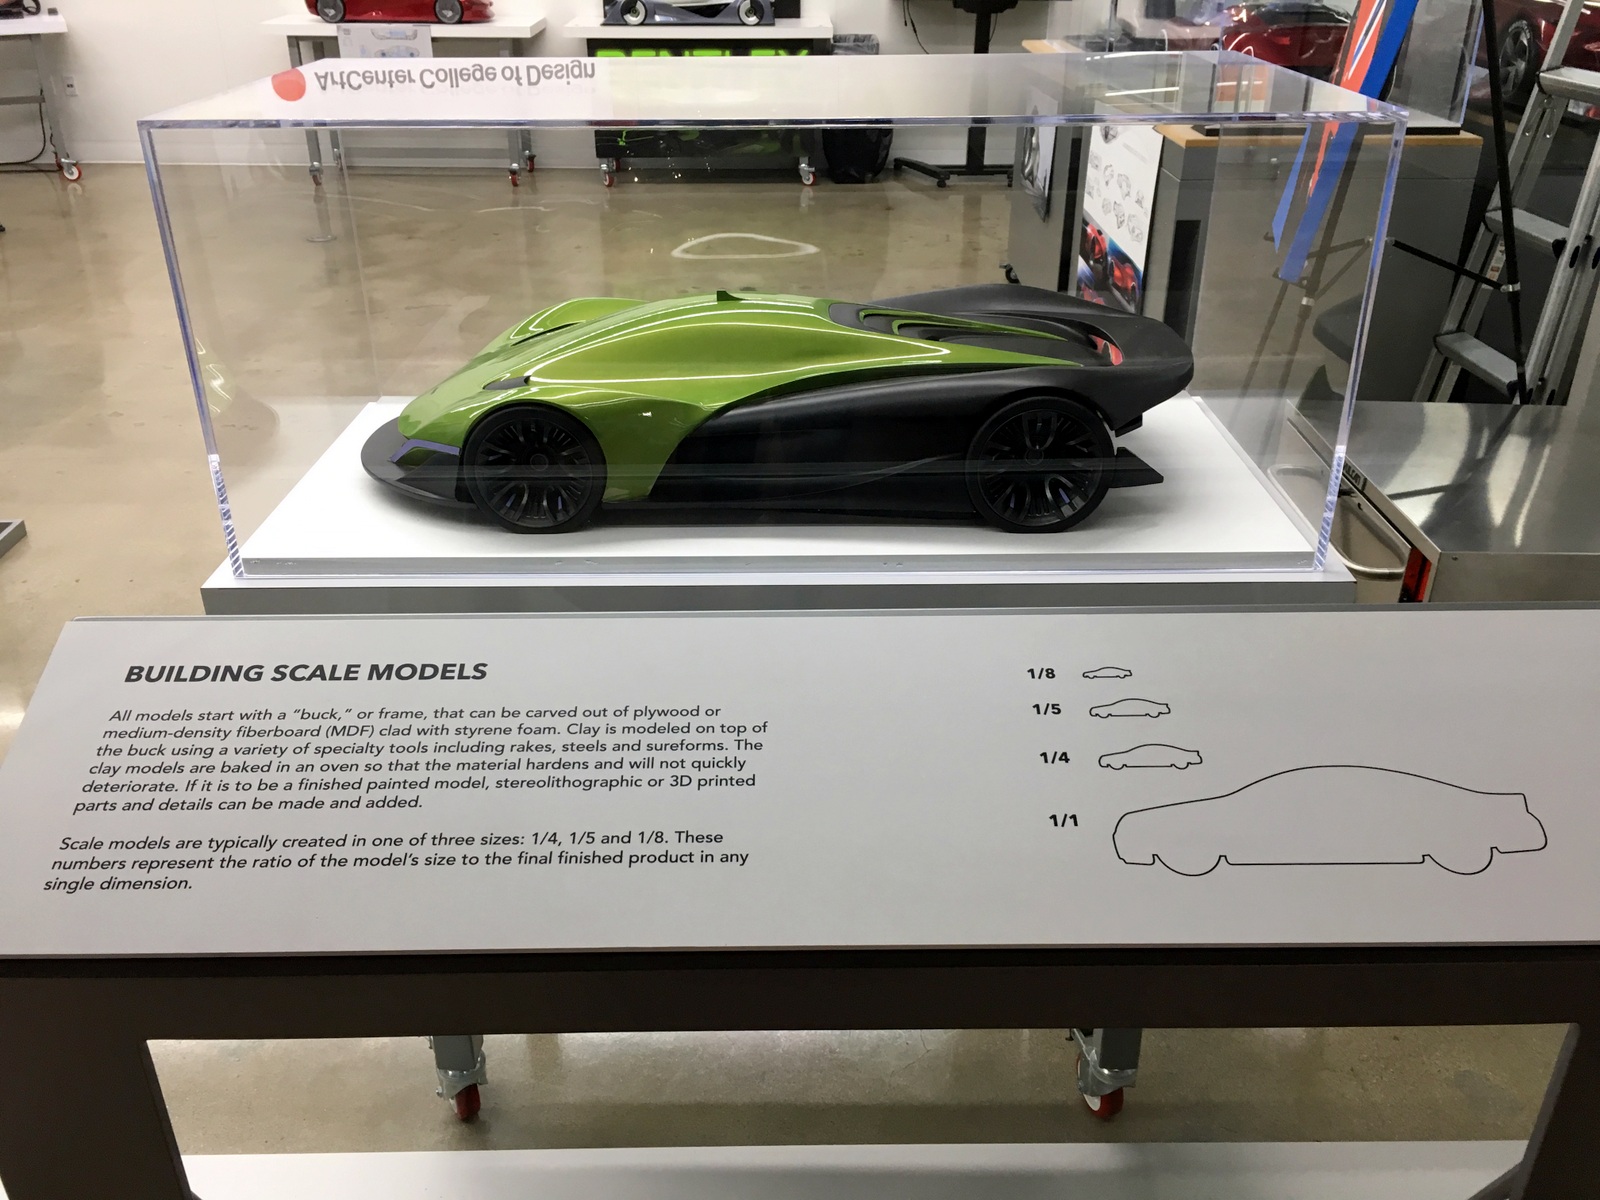 ArtCenter College of Design
BENTLEY
BUILDING SCALE MODELS
All models start with a “buck,” or frame, that can be carved out of plywood or
medium-density fiberboard (MDF) clad with styrene foam. Clay is modeled on top of
the buck using a variety of specialty tools including rakes, steels and sureforms. The
clay models are baked in an oven so that the material hardens and will not quickly
deteriorate. If it is to be a finished painted model, stereolithographic or 3D printed
parts and details can be made and added.
Scale models are typically created in one of three sizes: 1/4, 1/5 and 1/8. These
numbers represent the ratio of the model’s size to the final finished product in any
single dimension.
1/8
1/5
1/4
1/1